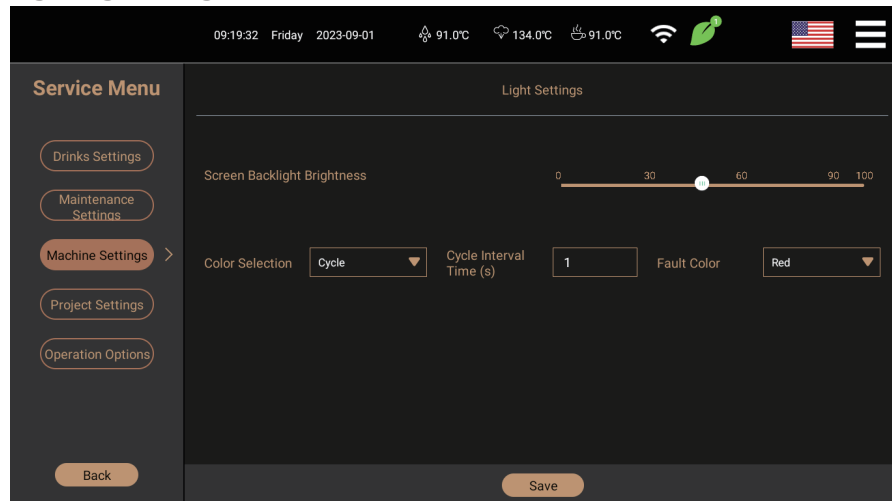 09:19:32 Friday 2023-09-01 91.0℃ 134.0℃ 91.0℃ 1
Service Menu
Light Settings
Drinks Settings
Maintenance
Settings
Machine Settings
Project Settings
Operation Options
Screen Backlight Brightness
0 30 60 90 100
Color Selection
Cycle
Cycle Interval
Time (s)
1
Fault Color
Red
Back
Save